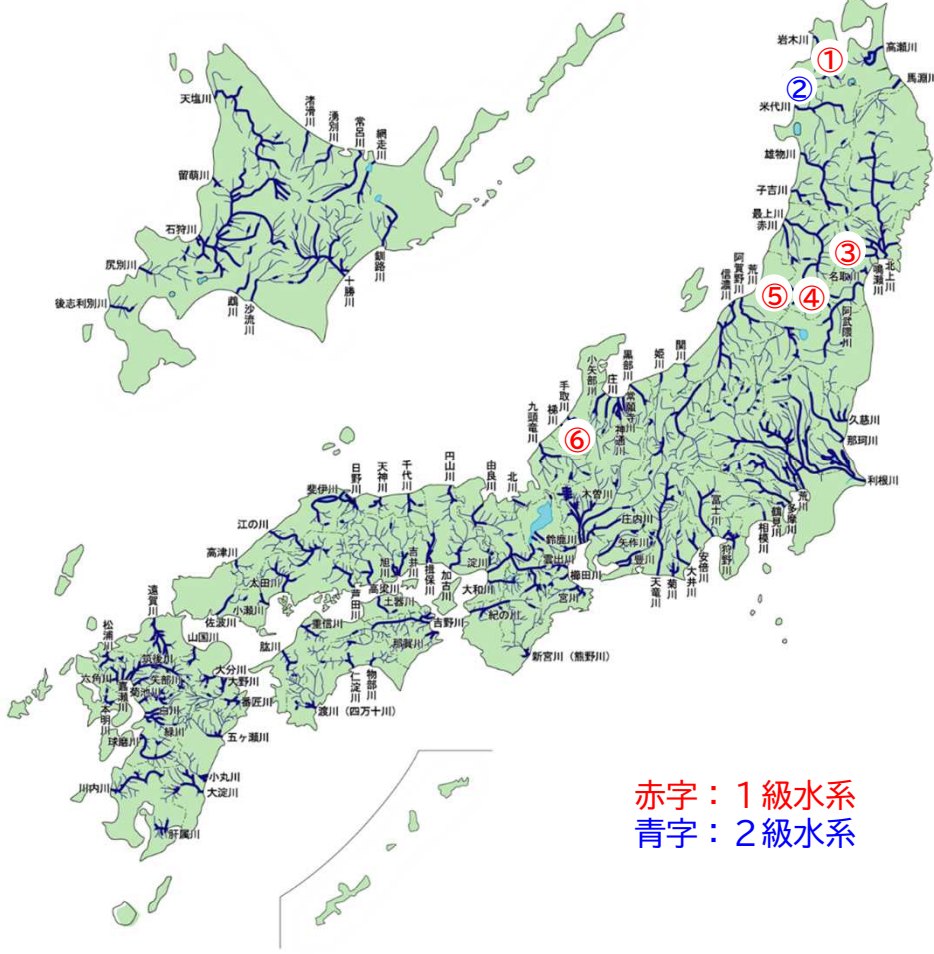 天塩川
渚滑川
湧別川
常呂川
網走川
留萌川
石狩川
尻別川
後志利別川
鵡川
沙流川
十勝川
釧路川
岩木川
高瀬川
①
馬淵川
②
米代川
雄物川
子吉川
最上川
赤川
③
北上川
鳴瀬川
名取川
荒川
阿賀野川
信濃川
⑤
④
阿武隈川
関川
姫川
黒部川
常願寺川
神通川
庄川
小矢部川
手取川
梯川
九頭竜川
⑥
久慈川
那珂川
利根川
荒川
多摩川
鶴見川
相模川
富士川
狩野川
安倍川
大井川
菊川
天竜川
豊川
矢作川
庄内川
木曽川
鈴鹿川
雲出川
櫛田川
宮川
北川
由良川
円山川
千代川
天神川
日野川
斐伊川
江の川
高津川
太田川
小瀬川
佐波川
芦田川
高梁川
旭川
吉井川
揖保川
加古川
淀川
大和川
紀の川
新宮川（熊野川）
土器川
吉野川
那賀川
重信川
肱川
物部川
仁淀川
渡川（四万十川）
遠賀川
山国川
松浦川
筑後川
六角川
嘉瀬川
矢部川
菊池川
本明川
白川
緑川
大分川
大野川
番匠川
五ヶ瀬川
球磨川
川内川
小丸川
大淀川
肝属川
赤字：１級水系
青字：２級水系